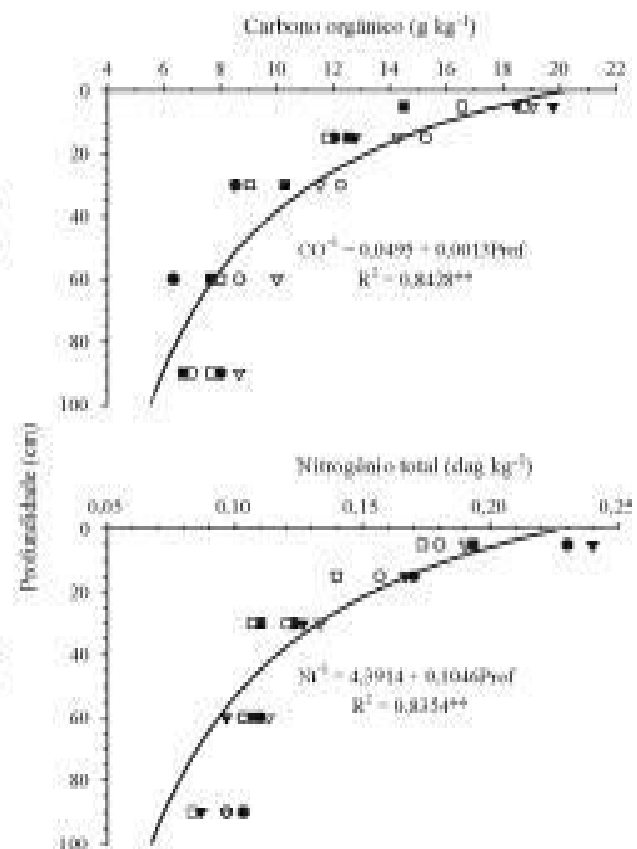 Carbono orgânico (g kg⁻¹)
4 6 8 10 12 14 16 18 20 22
0
20
40
60
80
100
CO⁻¹ = 0,0495 + 0,0013Prof
R² = 0,8428**
Profundidade (cm)
Nitrogênio total (dag kg⁻¹)
0,05 0,10 0,15 0,20 0,25
0
20
40
60
80
100
Nt⁻¹ = 4,3914 + 0,1046Prof
R² = 0,8354**